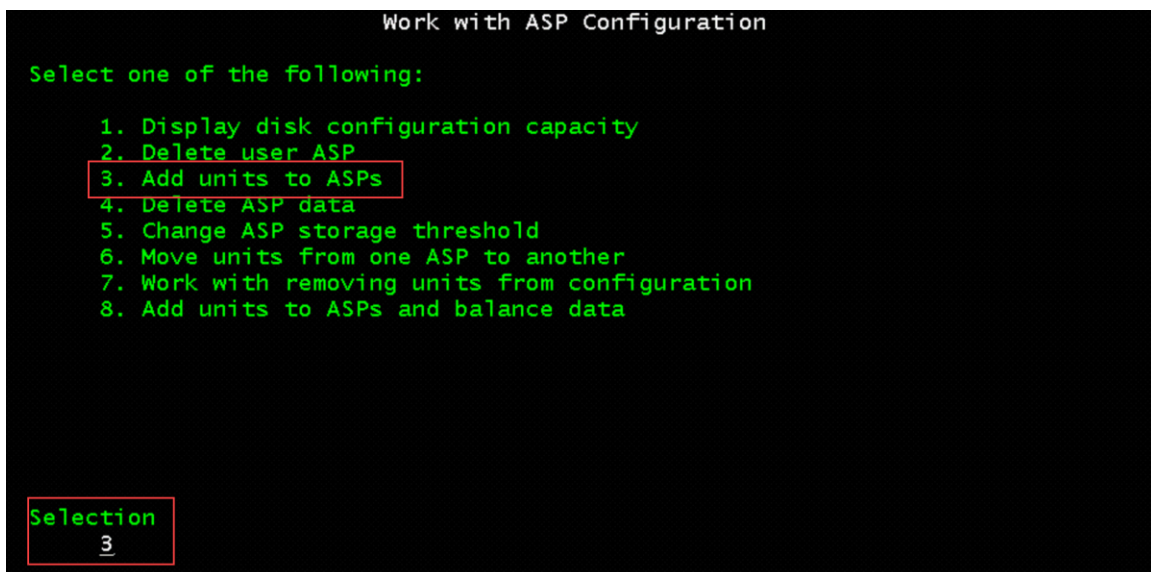 Work with ASP Configuration
Select one of the following:
1. Display disk configuration capacity
2. Delete user ASP
3. Add units to ASPs
4. Delete ASP data
5. Change ASP storage threshold
6. Move units from one ASP to another
7. Work with removing units from configuration
8. Add units to ASPs and balance data
Selection
3